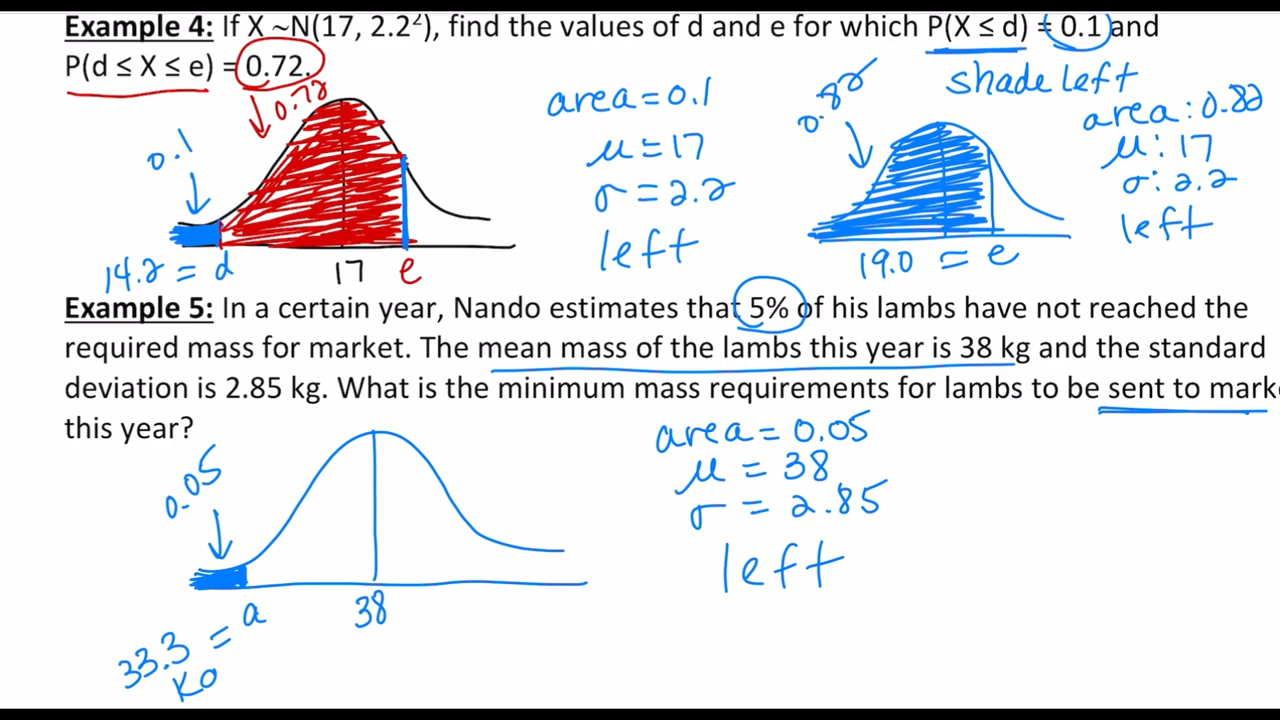 Example 4: If X ~N(17, 2.2²), find the values of d and e for which P(X ≤ d) = 0.1 and
P(d ≤ X ≤ e) = 0.72.
0.72
0.1
14.2 = d
17
e
area = 0.1
μ = 17
σ = 2.2
left
shade left
0.82
19.0 = e
area : 0.82
μ : 17
σ : 2.2
left
Example 5: In a certain year, Nando estimates that 5% of his lambs have not reached the
required mass for market. The mean mass of the lambs this year is 38 kg and the standard
deviation is 2.85 kg. What is the minimum mass requirements for lambs to be sent to mark
this year?
0.05
a
38
33.3 =
kg
area = 0.05
μ = 38
σ = 2.85
left